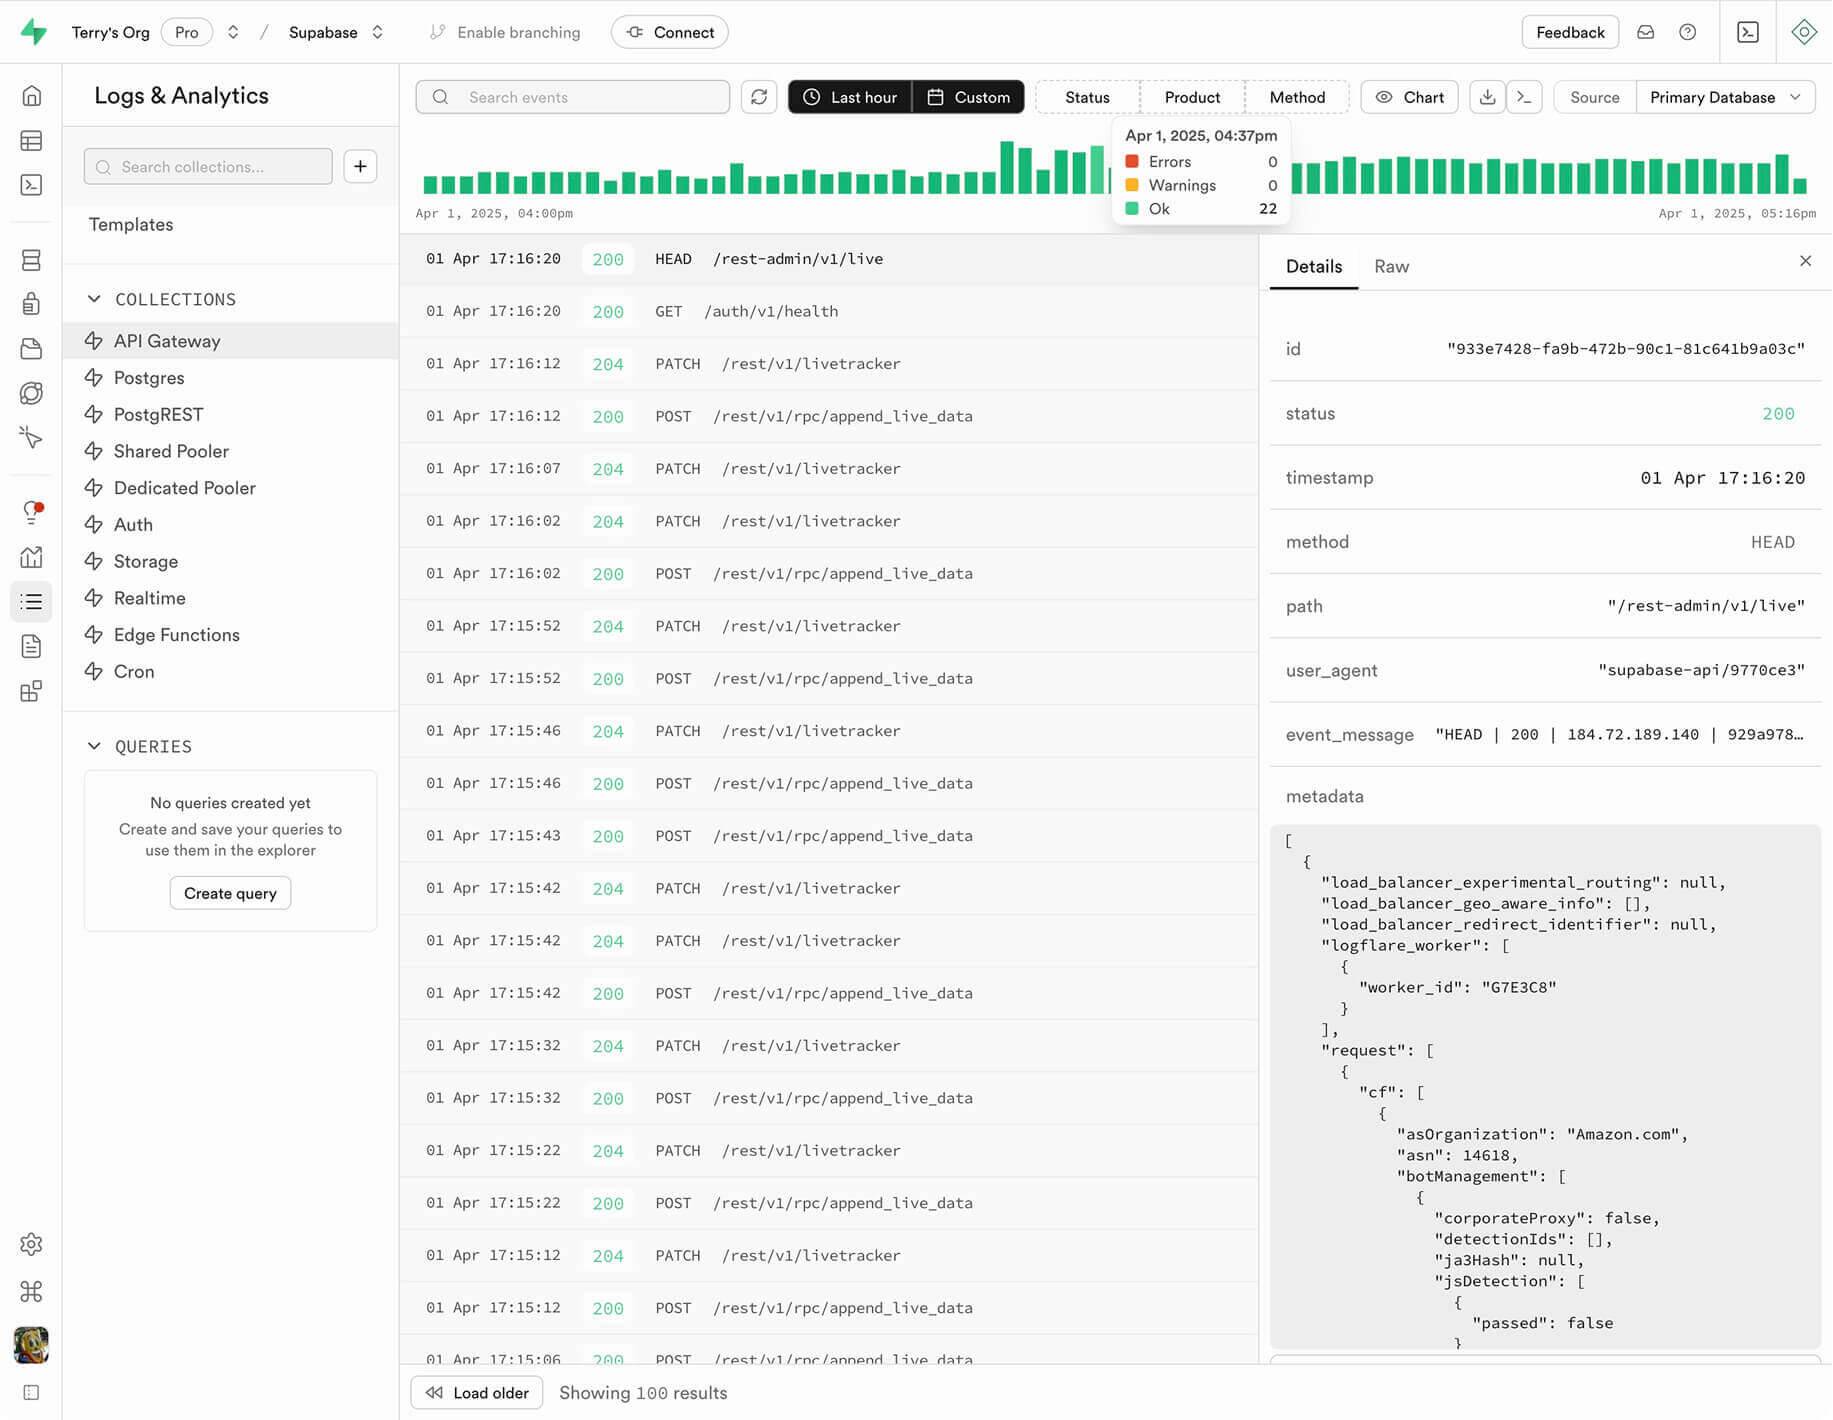 Terry's Org Pro / Supabase Enable branching Connect Feedback
Logs & Analytics
Search collections...
Templates
COLLECTIONS
API Gateway
Postgres
PostgREST
Shared Pooler
Dedicated Pooler
Auth
Storage
Realtime
Edge Functions
Cron
QUERIES
No queries created yet
Create and save your queries to
use them in the explorer
Create query
Search events Last hour Custom Status Product Method Chart Source Primary Database
Apr 1, 2025, 04:37pm
Errors 0
Warnings 0
Ok 22
Apr 1, 2025, 04:00pm Apr 1, 2025, 05:16pm
01 Apr 17:16:20 200 HEAD /rest-admin/v1/live
01 Apr 17:16:20 200 GET /auth/v1/health
01 Apr 17:16:12 204 PATCH /rest/v1/livetracker
01 Apr 17:16:12 200 POST /rest/v1/rpc/append_live_data
01 Apr 17:16:07 204 PATCH /rest/v1/livetracker
01 Apr 17:16:02 204 PATCH /rest/v1/livetracker
01 Apr 17:16:02 200 POST /rest/v1/rpc/append_live_data
01 Apr 17:15:52 204 PATCH /rest/v1/livetracker
01 Apr 17:15:52 200 POST /rest/v1/rpc/append_live_data
01 Apr 17:15:46 204 PATCH /rest/v1/livetracker
01 Apr 17:15:46 200 POST /rest/v1/rpc/append_live_data
01 Apr 17:15:43 200 POST /rest/v1/rpc/append_live_data
01 Apr 17:15:42 204 PATCH /rest/v1/livetracker
01 Apr 17:15:42 204 PATCH /rest/v1/livetracker
01 Apr 17:15:42 200 POST /rest/v1/rpc/append_live_data
01 Apr 17:15:32 204 PATCH /rest/v1/livetracker
01 Apr 17:15:32 200 POST /rest/v1/rpc/append_live_data
01 Apr 17:15:22 204 PATCH /rest/v1/livetracker
01 Apr 17:15:22 200 POST /rest/v1/rpc/append_live_data
01 Apr 17:15:12 204 PATCH /rest/v1/livetracker
01 Apr 17:15:12 200 POST /rest/v1/rpc/append_live_data
01 Apr 17:15:06 200 POST /rest/v1/rpc/append_live_data
Load older Showing 100 results
Details Raw
id "933e7428-fa9b-472b-90c1-81c641b9a03c"
status 200
timestamp 01 Apr 17:16:20
method HEAD
path "/rest-admin/v1/live"
user_agent "supabase-api/9770ce3"
event_message "HEAD | 200 | 184.72.189.140 | 929a978…
metadata
[
{
"load_balancer_experimental_routing": null,
"load_balancer_geo_aware_info": [],
"load_balancer_redirect_identifier": null,
"logflare_worker": [
{
"worker_id": "G7E3C8"
}
],
"request": [
{
"cf": [
{
"asOrganization": "Amazon.com",
"asn": 14618,
"botManagement": [
{
"corporateProxy": false,
"detectionIds": [],
"ja3Hash": null,
"jsDetection": [
{
"passed": false
}